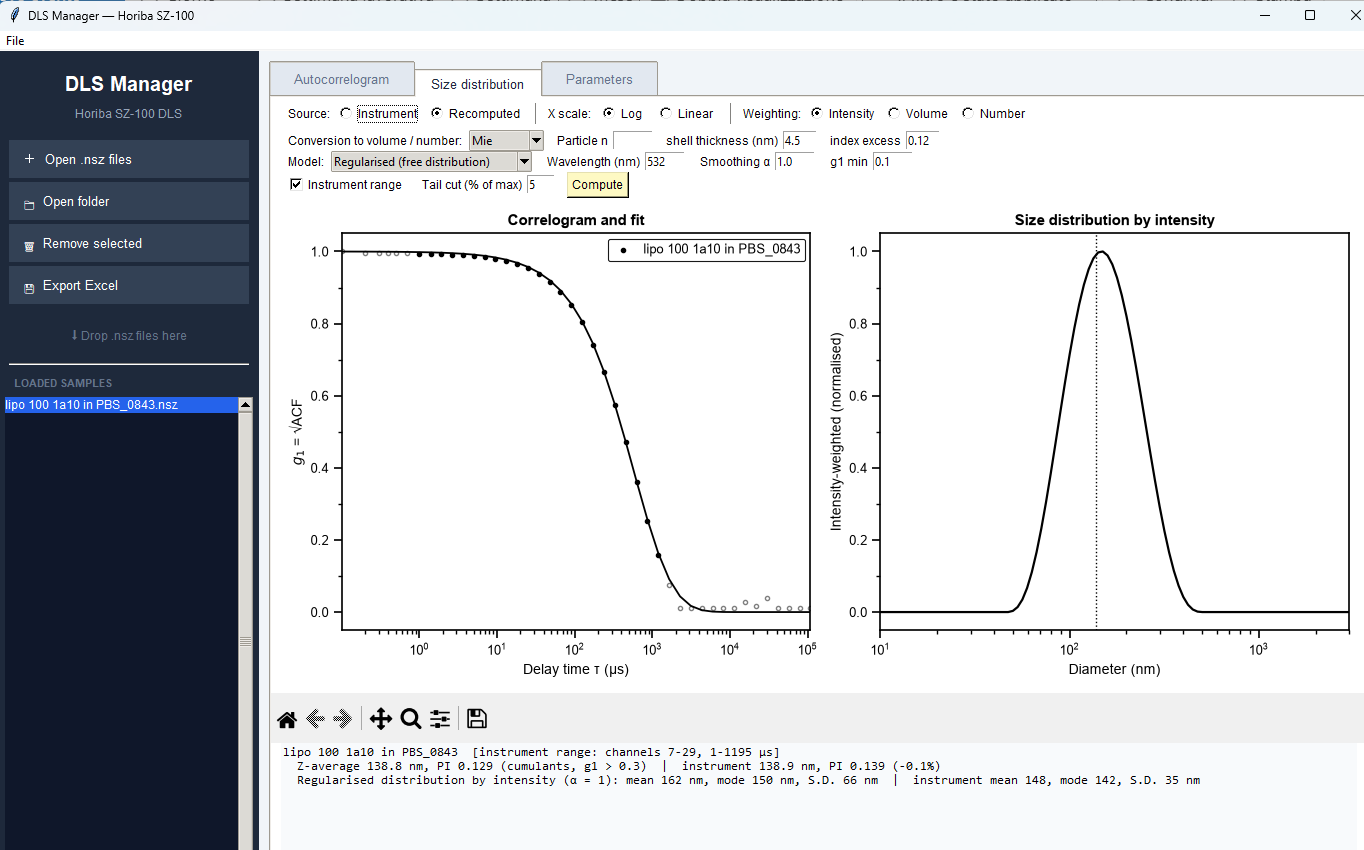 DLS Manager — Horiba SZ-100
File
DLS Manager
Horiba SZ-100 DLS
+ Open .nsz files
Open folder
Remove selected
Export Excel
⬇ Drop .nsz files here
LOADED SAMPLES
lipo 100 1a10 in PBS_0843.nsz
Autocorrelogram Size distribution Parameters
Source: Instrument Recomputed X scale: Log Linear Weighting: Intensity Volume Number
Conversion to volume / number: Mie Particle n shell thickness (nm) 4.5 index excess 0.12
Model: Regularised (free distribution) Wavelength (nm) 532 Smoothing α 1.0 g1 min 0.1
Instrument range Tail cut (% of max) 5 Compute
Correlogram and fit
lipo 100 1a10 in PBS_0843
1.0
0.8
0.6
0.4
0.2
0.0
g₁ = √ACF
10⁰ 10¹ 10² 10³ 10⁴ 10⁵
Delay time τ (µs)
Size distribution by intensity
1.0
0.8
0.6
0.4
0.2
0.0
Intensity-weighted (normalised)
10¹ 10² 10³
Diameter (nm)
lipo 100 1a10 in PBS_0843 [instrument range: channels 7-29, 1-1195 µs]
Z-average 138.8 nm, PI 0.129 (cumulants, g1 > 0.3) | instrument 138.9 nm, PI 0.139 (-0.1%)
Regularised distribution by intensity (α = 1): mean 162 nm, mode 150 nm, S.D. 66 nm | instrument mean 148, mode 142, S.D. 35 nm